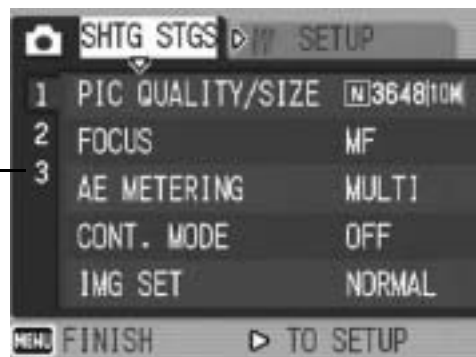 SHTG STGS SETUP
1 PIC QUALITY/SIZE N3648 10M
2 FOCUS MF
3 AE METERING MULTI
CONT. MODE OFF
IMG SET NORMAL
MENU FINISH TO SETUP